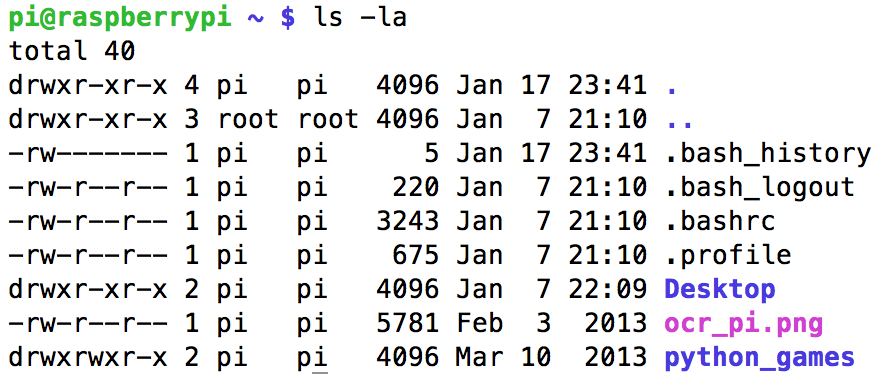 pi@raspberrypi ~ $ ls -la
total 40
drwxr-xr-x 4 pi   pi   4096 Jan 17 23:41 .
drwxr-xr-x 3 root root 4096 Jan  7 21:10 ..
-rw------- 1 pi   pi      5 Jan 17 23:41 .bash_history
-rw-r--r-- 1 pi   pi    220 Jan  7 21:10 .bash_logout
-rw-r--r-- 1 pi   pi   3243 Jan  7 21:10 .bashrc
-rw-r--r-- 1 pi   pi    675 Jan  7 21:10 .profile
drwxr-xr-x 2 pi   pi   4096 Jan  7 22:09 Desktop
-rw-r--r-- 1 pi   pi   5781 Feb  3  2013 ocr_pi.png
drwxrwxr-x 2 pi   pi   4096 Mar 10  2013 python_games